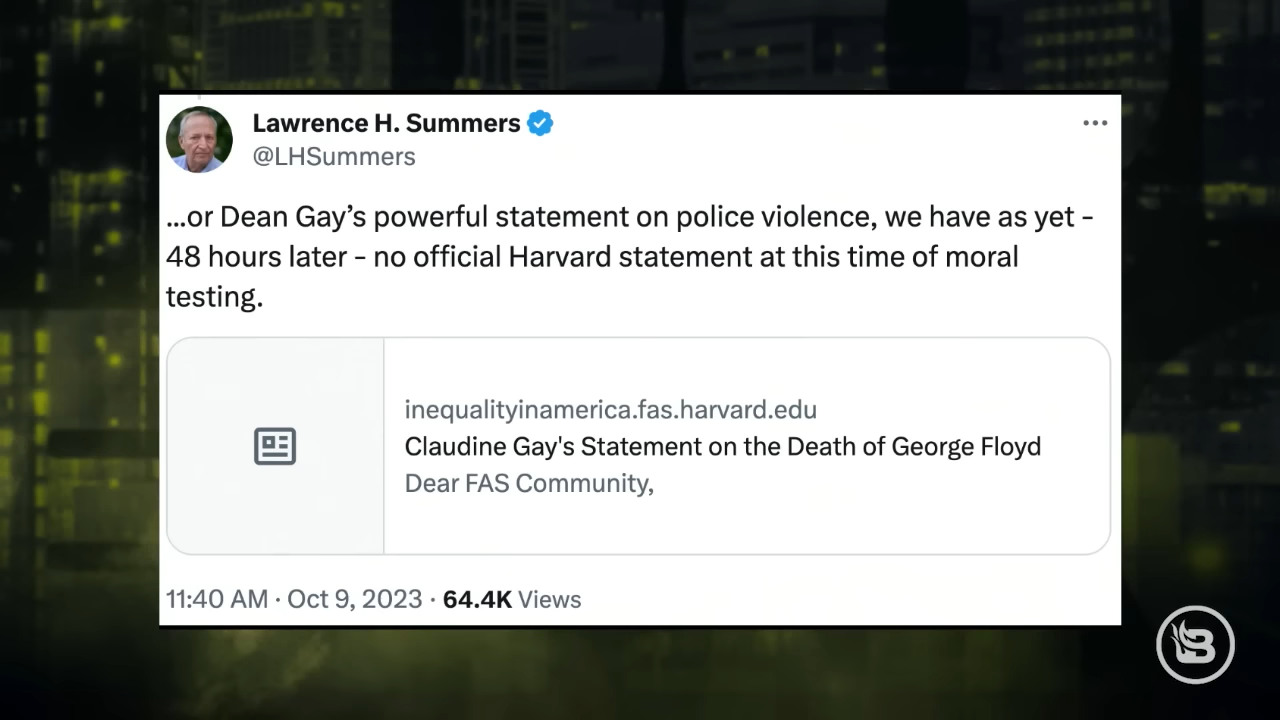 Lawrence H. Summers
@LHSummers
...or Dean Gay’s powerful statement on police violence, we have as yet -
48 hours later - no official Harvard statement at this time of moral
testing.
inequalityinamerica.fas.harvard.edu
Claudine Gay's Statement on the Death of George Floyd
Dear FAS Community,
11:40 AM · Oct 9, 2023 · 64.4K Views
B